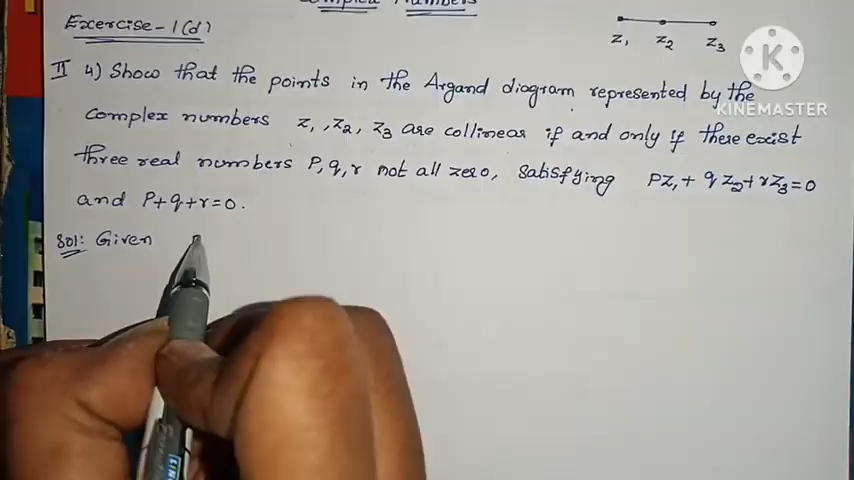 Complex Numbers
Exercise-1(d)
z₁ z₂ z₃
II 4) Show that the points in the Argand diagram represented by the
Complex numbers z₁, z₂, z₃ are collinear if and only if there exist
three real numbers P, q, r not all zero, satisfying Pz₁ + qz₂ + rz₃ = 0
and P+q+r=0.
Sol: Given
K
KINEMASTER